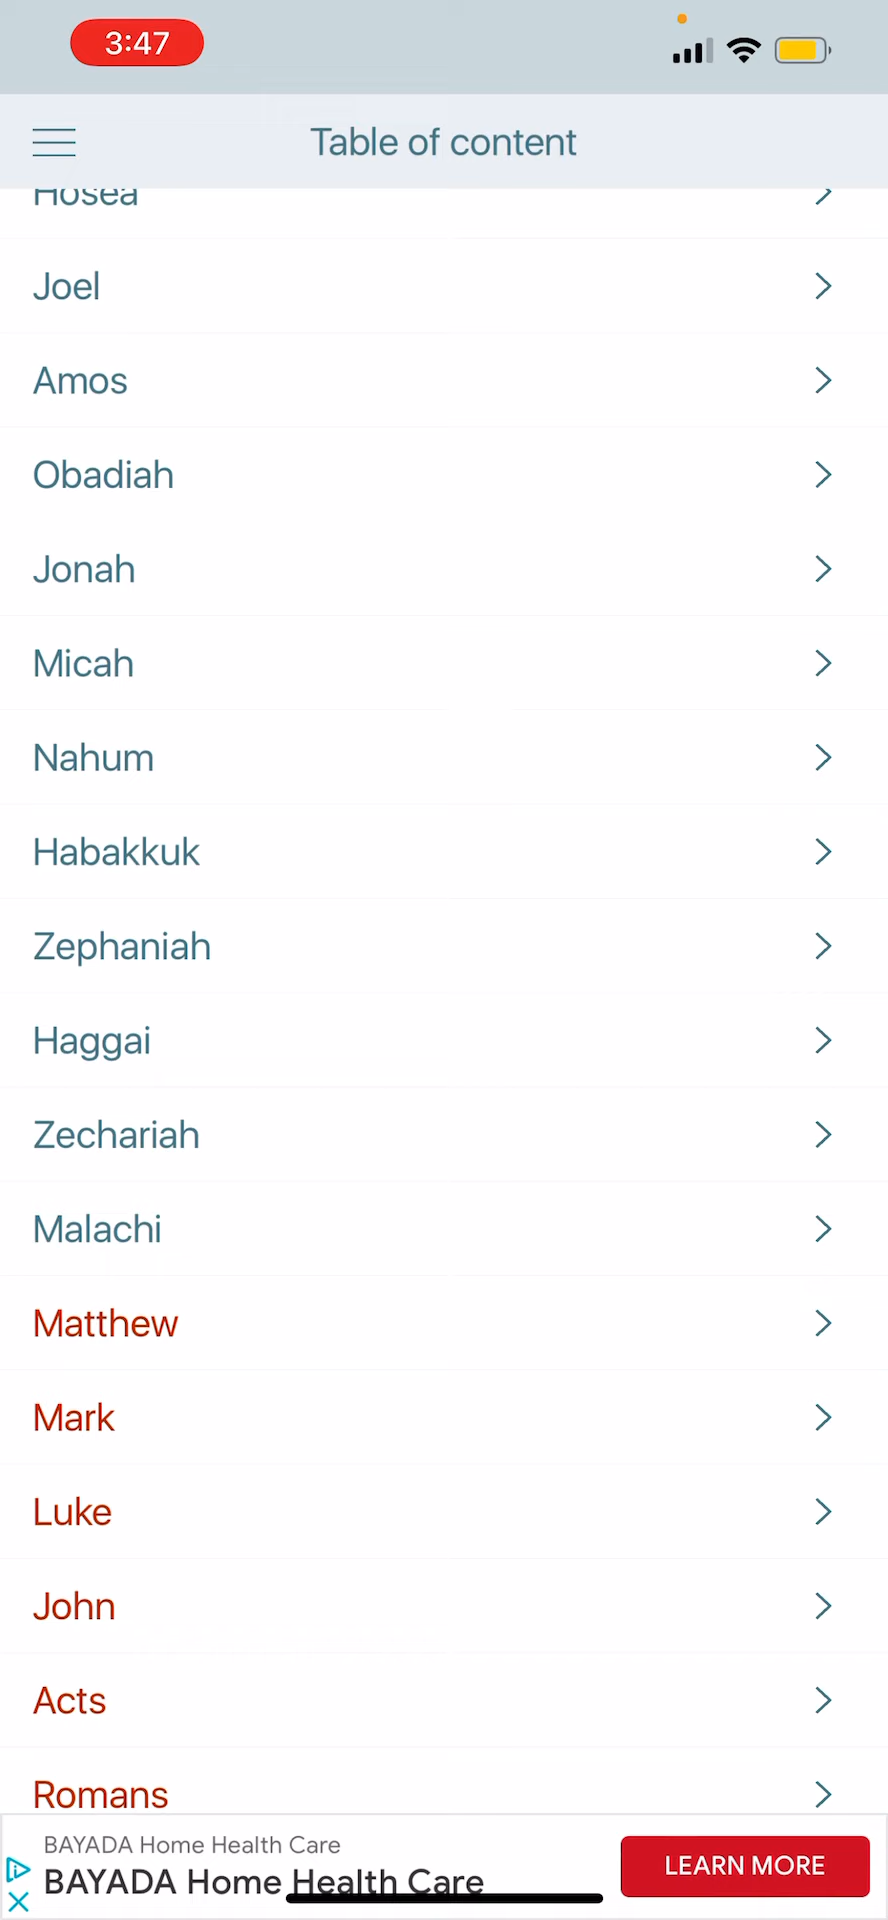 3:47
Table of content
Hosea
Joel
Amos
Obadiah
Jonah
Micah
Nahum
Habakkuk
Zephaniah
Haggai
Zechariah
Malachi
Matthew
Mark
Luke
John
Acts
Romans
BAYADA Home Health Care
BAYADA Home Health Care
LEARN MORE